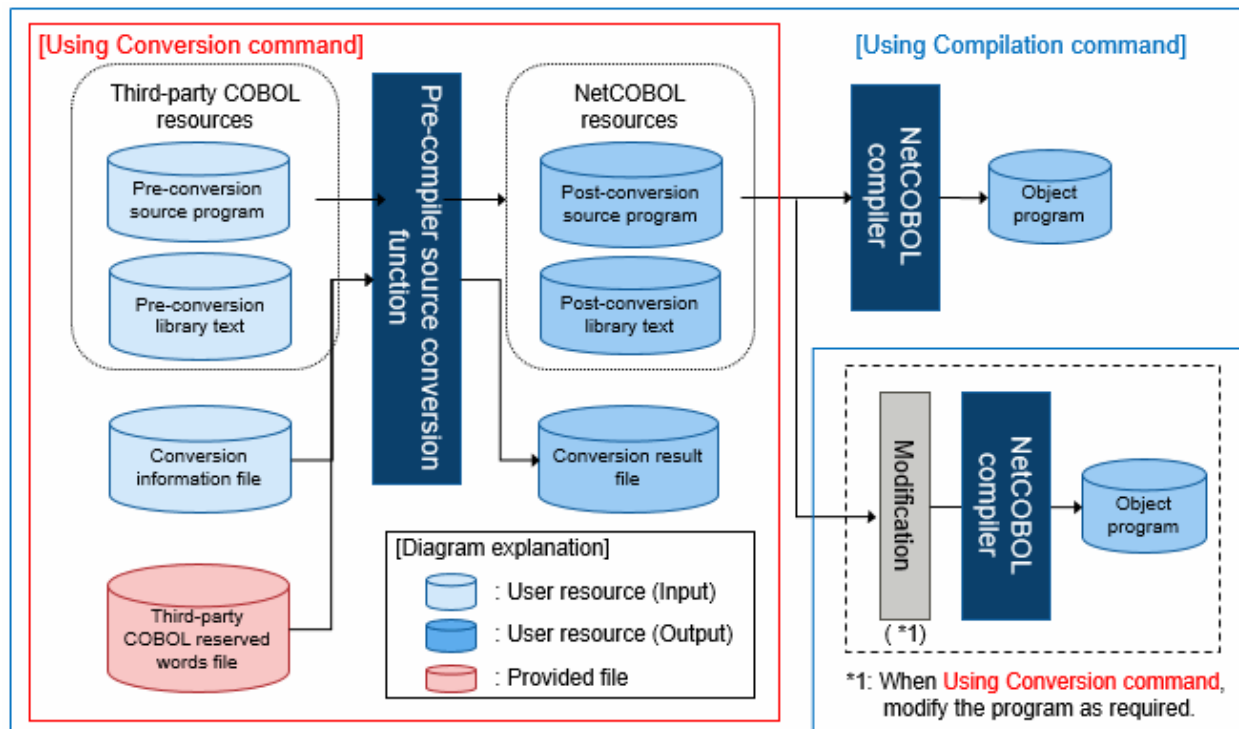 [Using Conversion command]
[Using Compilation command]
Third-party COBOL
resources
Pre-conversion
source program
Pre-conversion
library text
Conversion
information file
Third-party
COBOL reserved
words file
Pre-compiler source conversion
function
NetCOBOL
resources
Post-conversion
source program
Post-conversion
library text
Conversion result
file
[Diagram explanation]
: User resource (Input)
: User resource (Output)
: Provided file
NetCOBOL
compiler
Object
program
Modification
( *1)
NetCOBOL
compiler
Object
program
*1: When Using Conversion command,
modify the program as required.